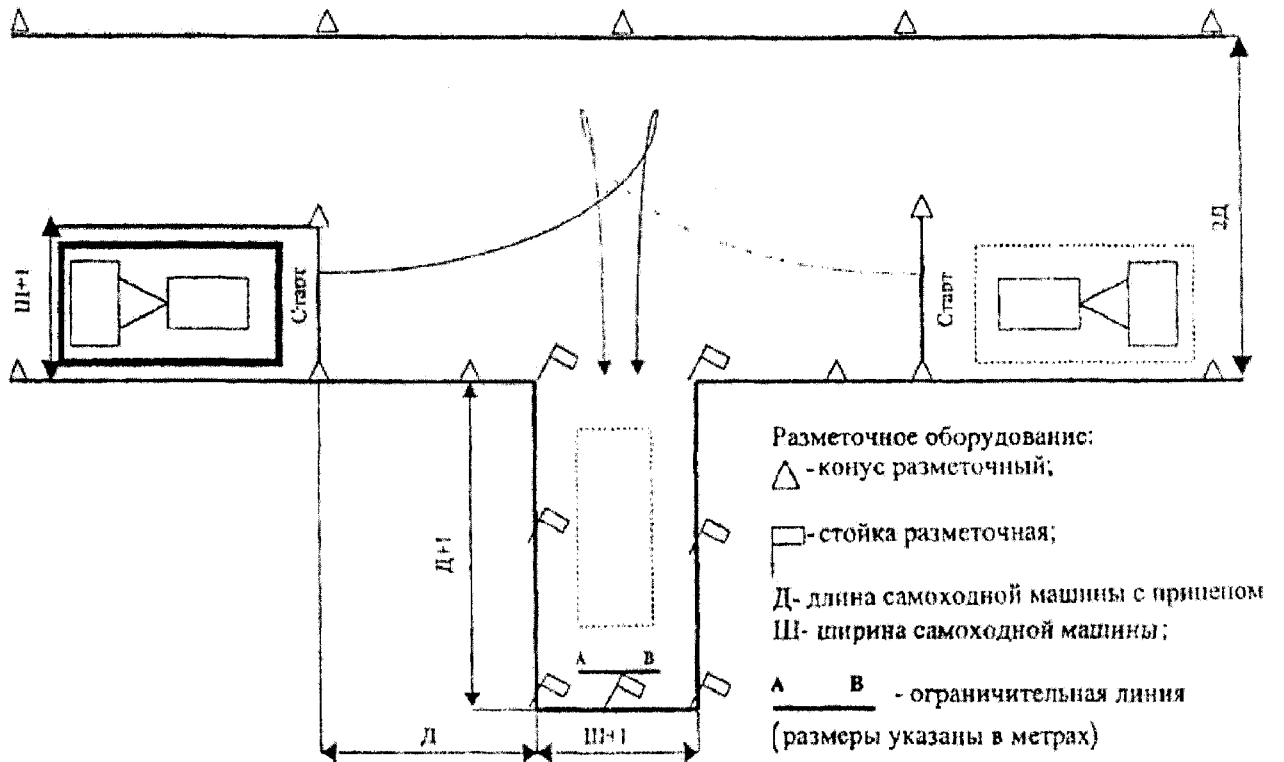 2Д
Ш+1
Старт
Старт
Д+1
A B
Д
Ш+1
Разметочное оборудование:
- конус разметочный;
- стойка разметочная;
Д- длина самоходной машины с прицепом
Ш- ширина самоходной машины;
A B - ограничительная линия
(размеры указаны в метрах)